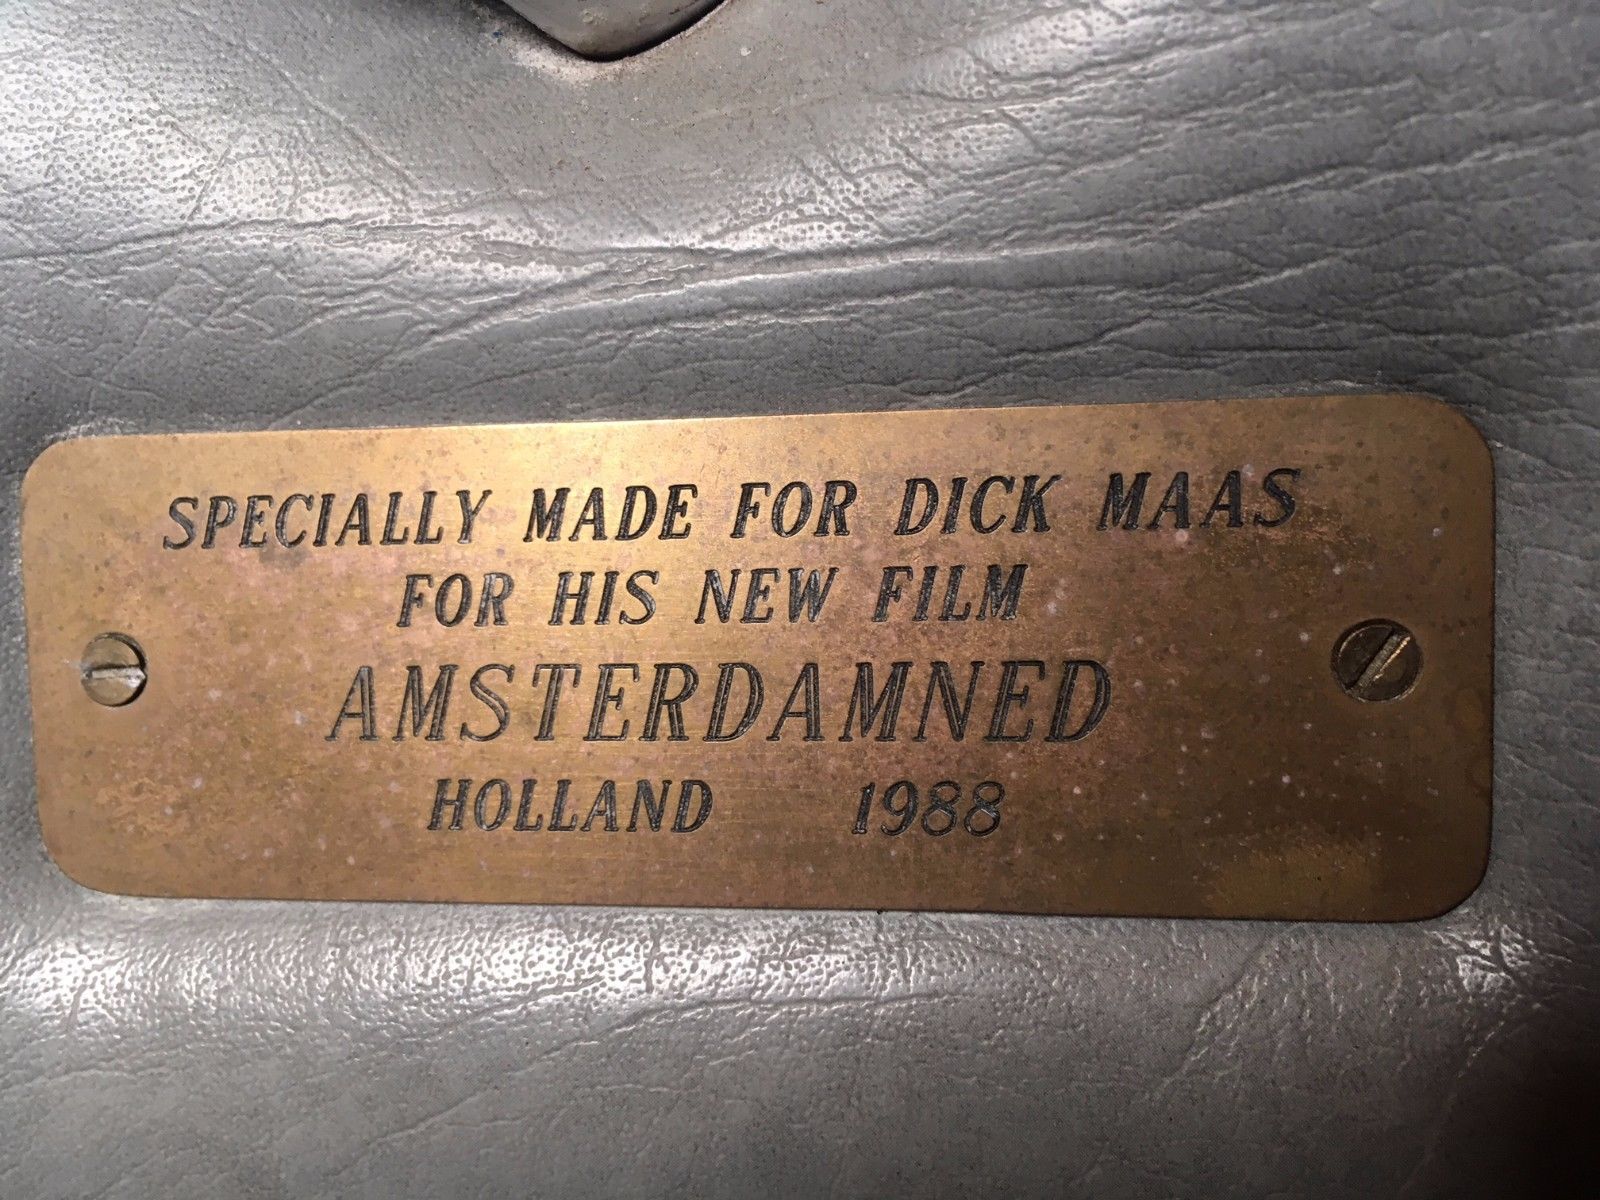 SPECIALLY MADE FOR DICK MAAS
FOR HIS NEW FILM
AMSTERDAMNED
HOLLAND 1988